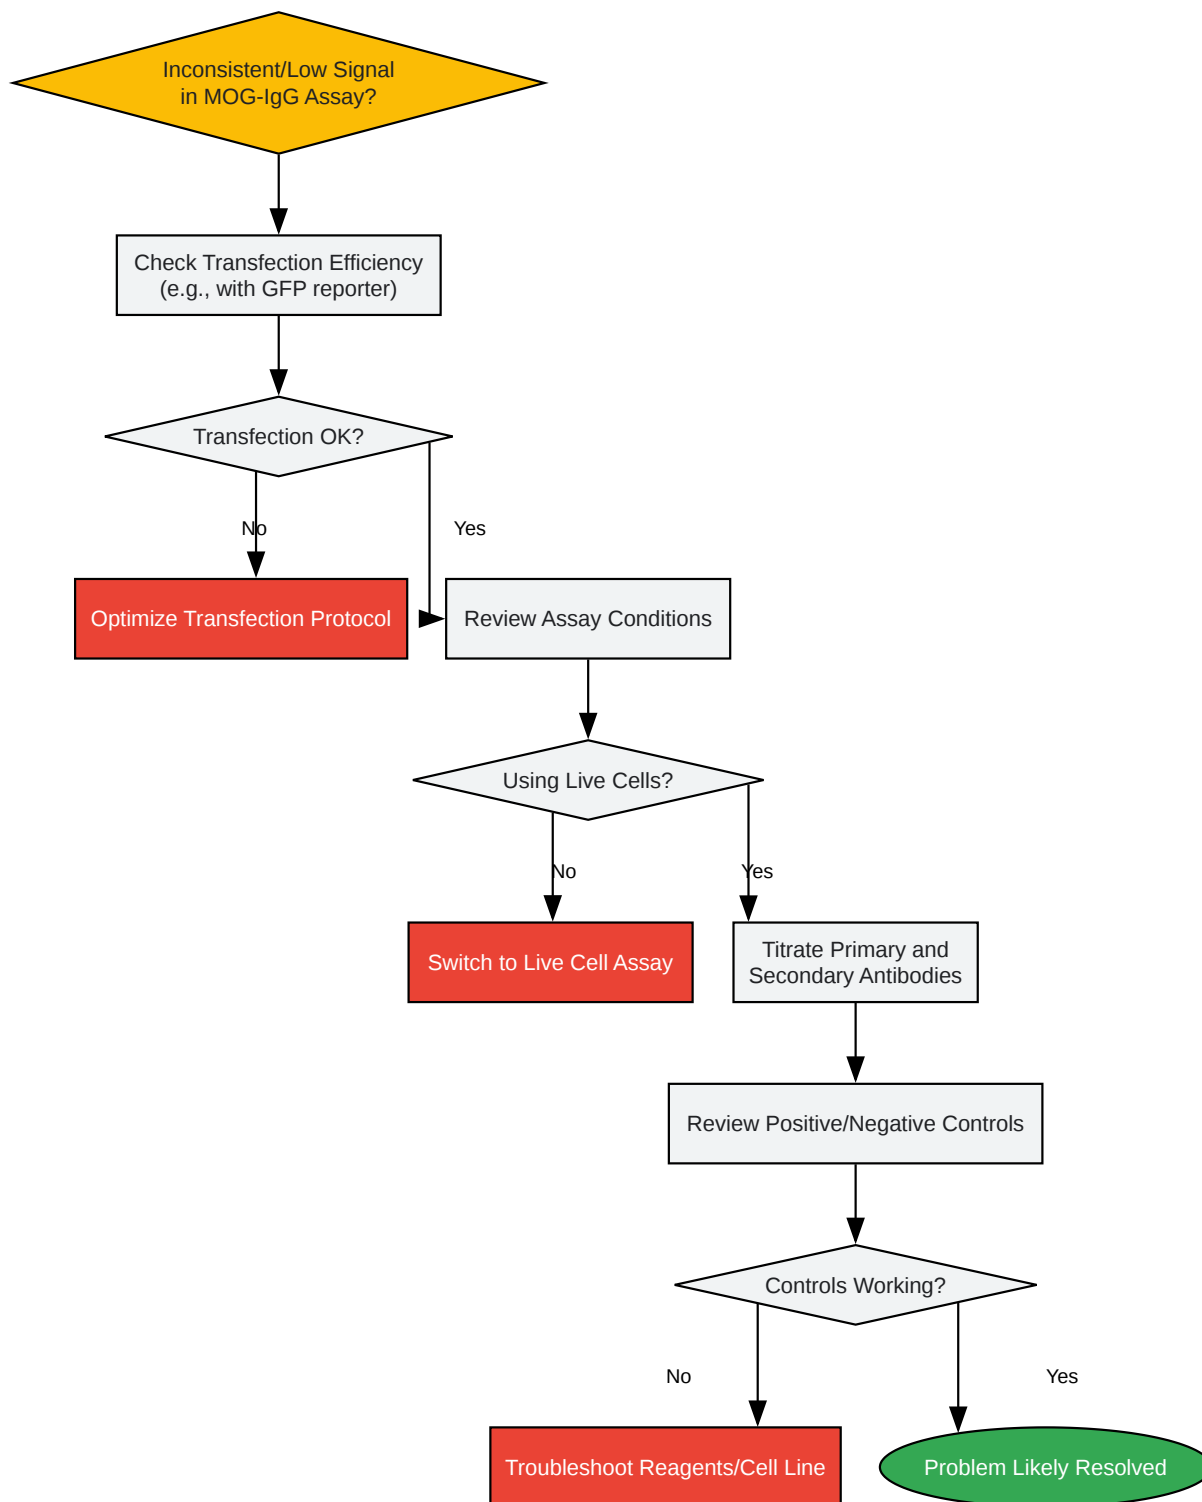 Inconsistent/Low Signal
in MOG-IgG Assay?
Check Transfection Efficiency
(e.g., with GFP reporter)
Transfection OK?
No
Yes
Optimize Transfection Protocol
Review Assay Conditions
Using Live Cells?
No
Yes
Switch to Live Cell Assay
Titrate Primary and
Secondary Antibodies
Review Positive/Negative Controls
Controls Working?
No
Yes
Troubleshoot Reagents/Cell Line
Problem Likely Resolved